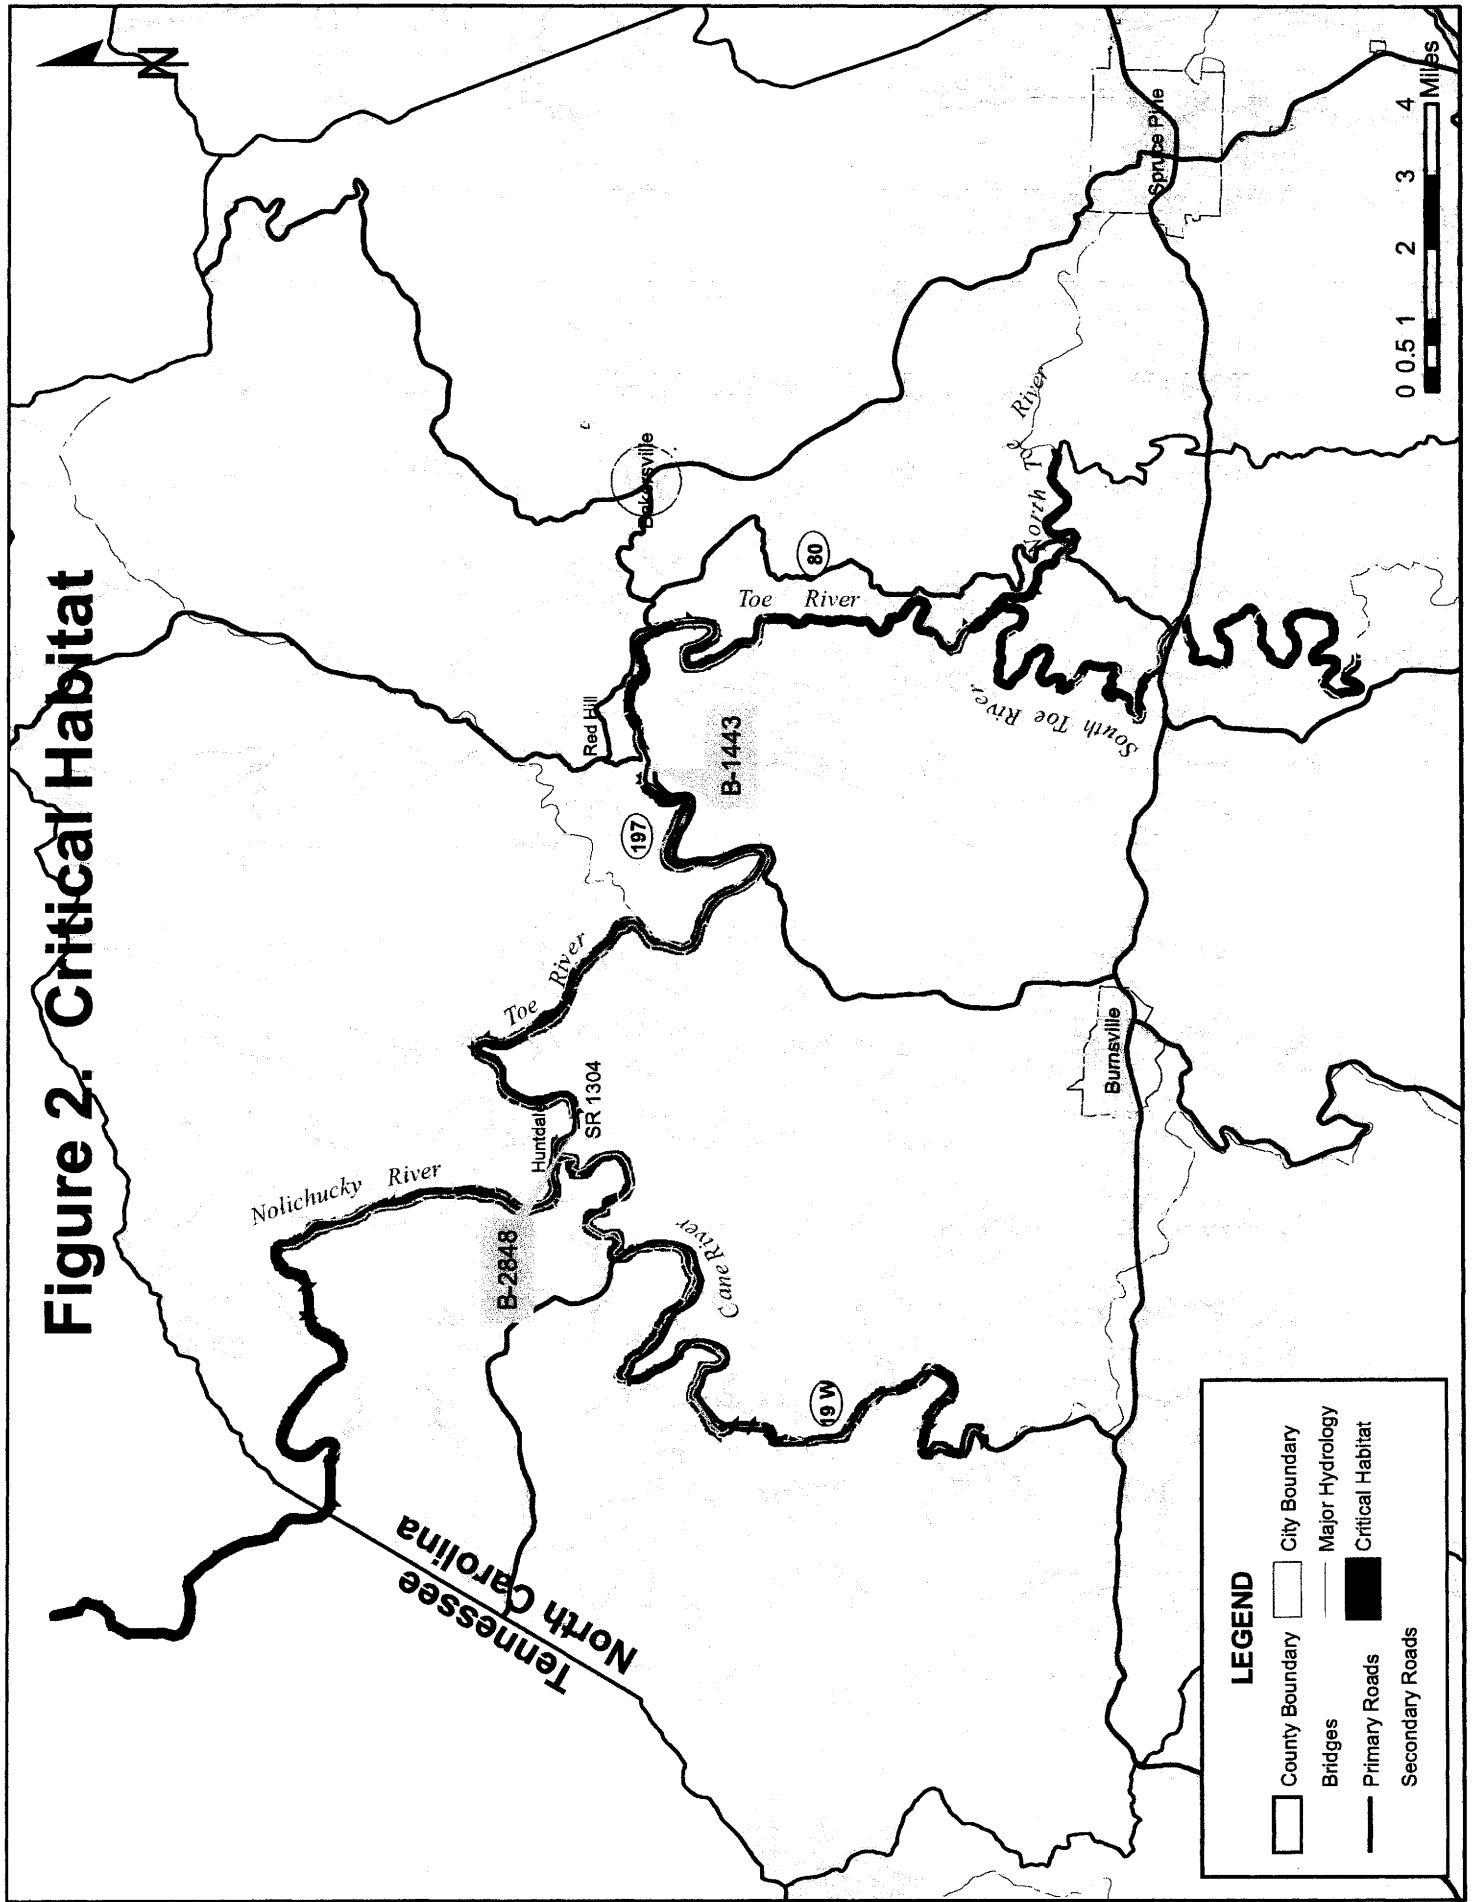 Figure 2. Critical Habitat
N
Tennessee
North Carolina
Nolichucky River
B-2848
Huntdale
SR 1304
Toe River
Cane River
19 W
197
Red Hill
B-1443
Bakersville
80
Toe River
North Toe River
South Toe River
Spruce Pine
Burnsville
LEGEND
County Boundary
City Boundary
Bridges
Major Hydrology
Primary Roads
Critical Habitat
Secondary Roads
0 0.5 1 2 3 4
Miles